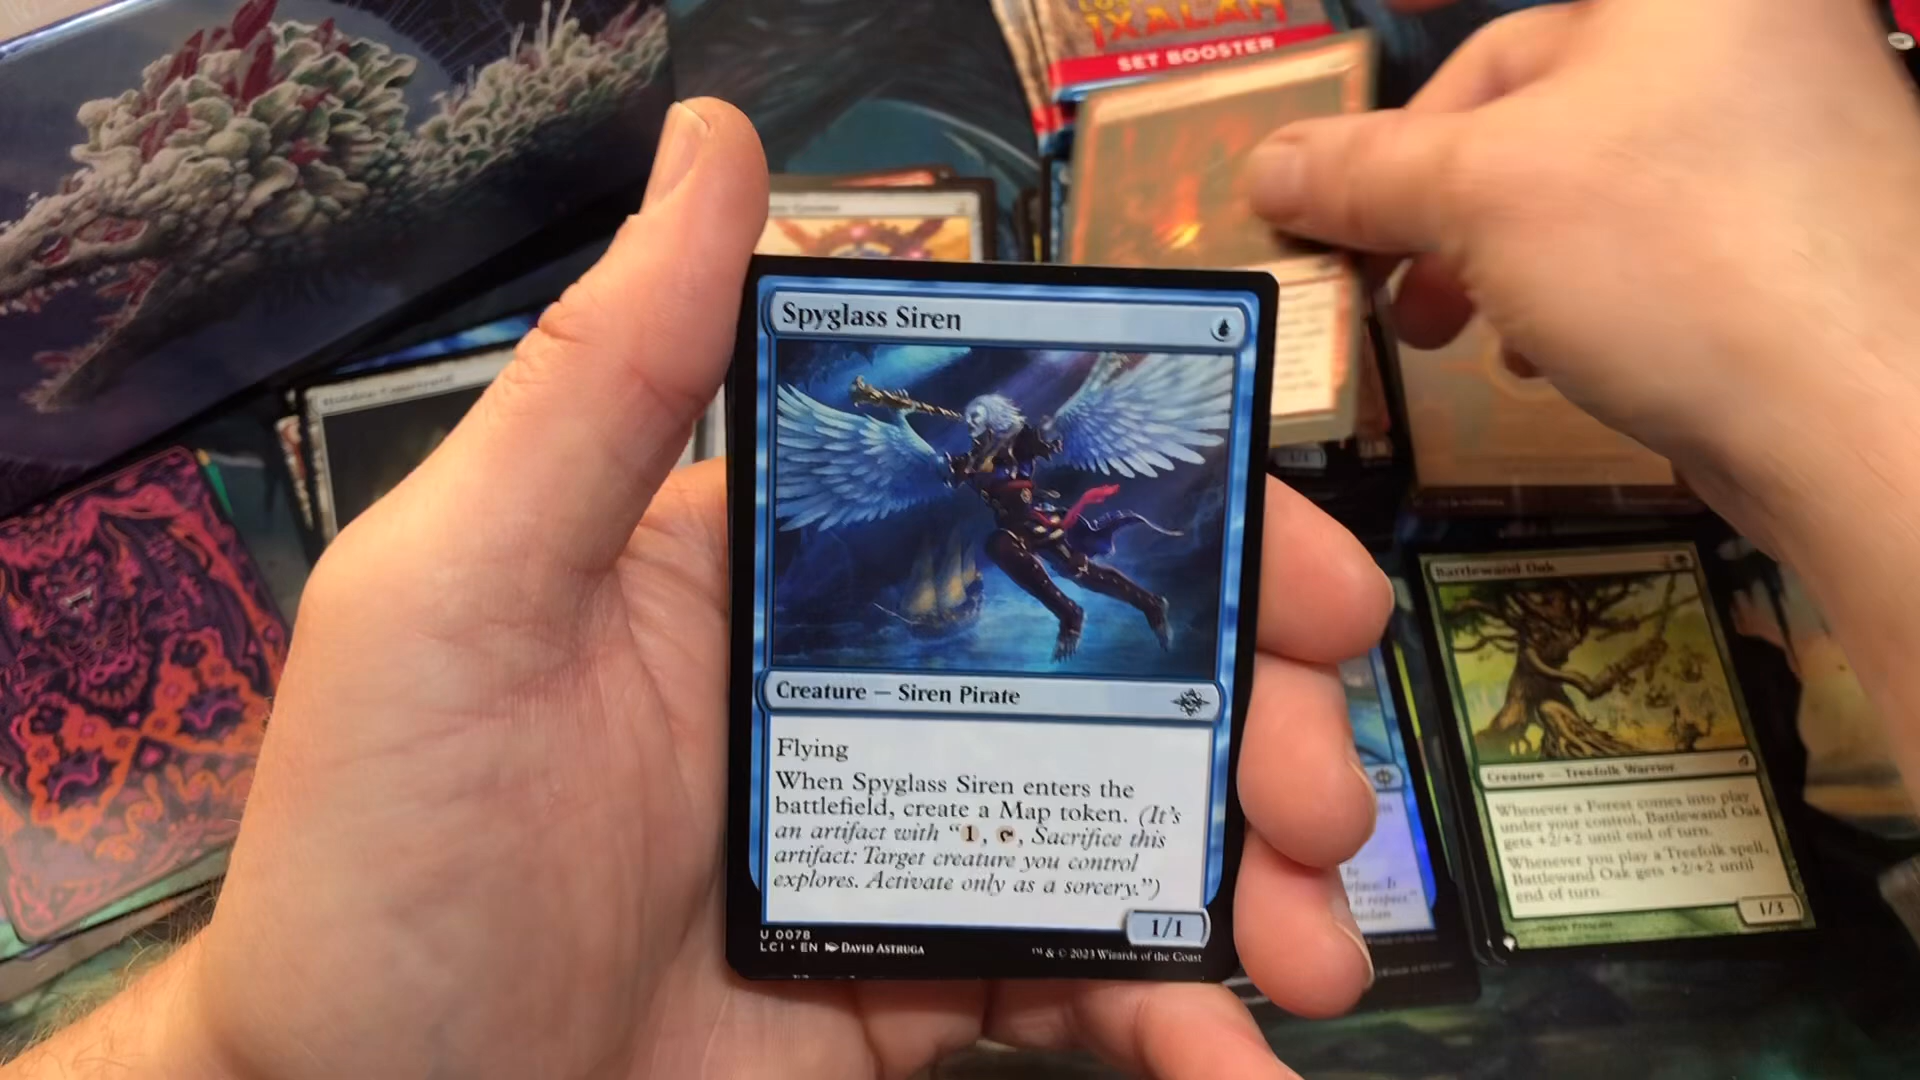 IXALAN
SET BOOSTER
Spyglass Siren
Creature — Siren Pirate
Flying
When Spyglass Siren enters the
battlefield, create a Map token. (It's
an artifact with “1, , Sacrifice this
artifact: Target creature you control
explores. Activate only as a sorcery.”)
1/1
U 0078
LCI • EN DAVID ASTRUGA
™ & © 2023 Wizards of the Coast
Battlewand Oak
Creature — Treefolk Warrior
Whenever a Forest comes into play
under your control, Battlewand Oak
gets +2/+2 until end of turn.
Whenever you play a Treefolk spell,
Battlewand Oak gets +2/+2 until
end of turn.
1/3